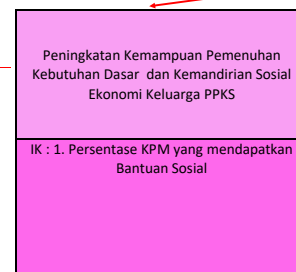 Peningkatan Kemampuan Pemenuhan
Kebutuhan Dasar dan Kemandirian Sosial
Ekonomi Keluarga PPKS
IK : 1. Persentase KPM yang mendapatkan
Bantuan Sosial